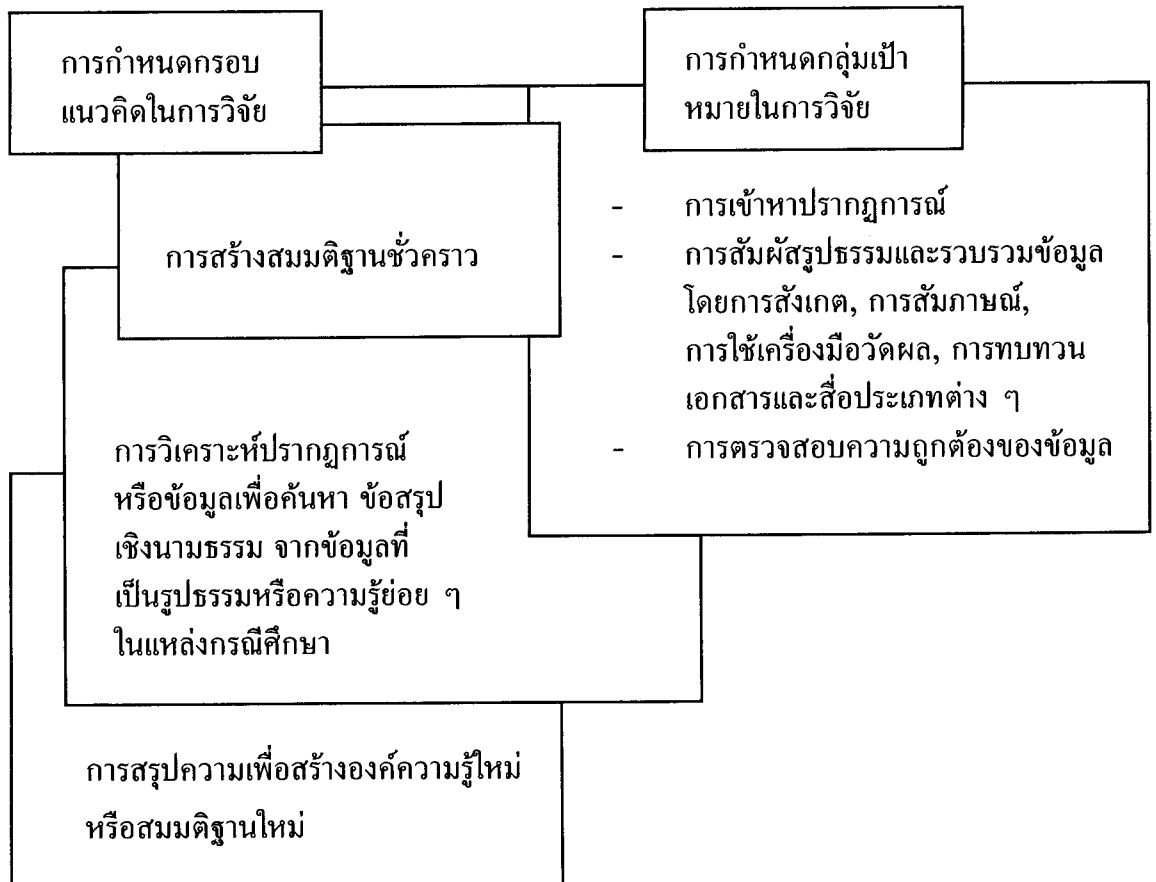 การกำหนดกรอบ
แนวคิดในการวิจัย
การกำหนดกลุ่มเป้า
หมายในการวิจัย
การสร้างสมมติฐานชั่วคราว
- การเข้าหาปรากฏการณ์
- การสัมผัสรูปธรรมและรวบรวมข้อมูล
โดยการสังเกต, การสัมภาษณ์,
การใช้เครื่องมือวัดผล, การทบทวน
เอกสารและสื่อประเภทต่าง ๆ
- การตรวจสอบความถูกต้องของข้อมูล
การวิเคราะห์ปรากฏการณ์
หรือข้อมูลเพื่อค้นหา ข้อสรุป
เชิงนามธรรม จากข้อมูลที่
เป็นรูปธรรมหรือความรู้ย่อย ๆ
ในแหล่งกรณีศึกษา
การสรุปความเพื่อสร้างองค์ความรู้ใหม่
หรือสมมติฐานใหม่